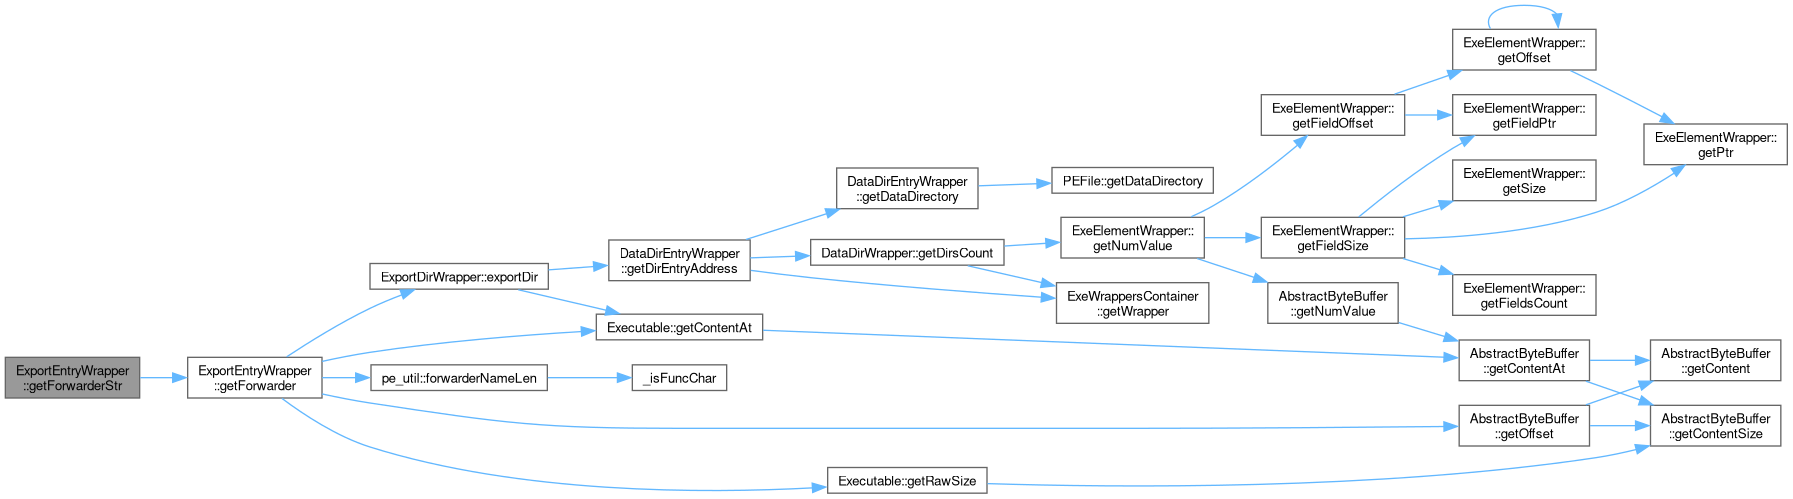 ExportEntryWrapper
::getForwarderStr
ExportEntryWrapper
::getForwarder
ExportDirWrapper::exportDir
DataDirEntryWrapper
::getDirEntryAddress
DataDirEntryWrapper
::getDataDirectory
PEFile::getDataDirectory
DataDirWrapper::getDirsCount
ExeElementWrapper::
getNumValue
ExeElementWrapper::
getFieldOffset
ExeElementWrapper::
getOffset
ExeElementWrapper::
getPtr
ExeElementWrapper::
getFieldPtr
ExeElementWrapper::
getFieldSize
ExeElementWrapper::
getSize
ExeElementWrapper::
getFieldsCount
AbstractByteBuffer
::getNumValue
ExeWrappersContainer
::getWrapper
Executable::getContentAt
AbstractByteBuffer
::getContentAt
AbstractByteBuffer
::getContent
AbstractByteBuffer
::getContentSize
pe_util::forwarderNameLen
_isFuncChar
AbstractByteBuffer
::getOffset
Executable::getRawSize